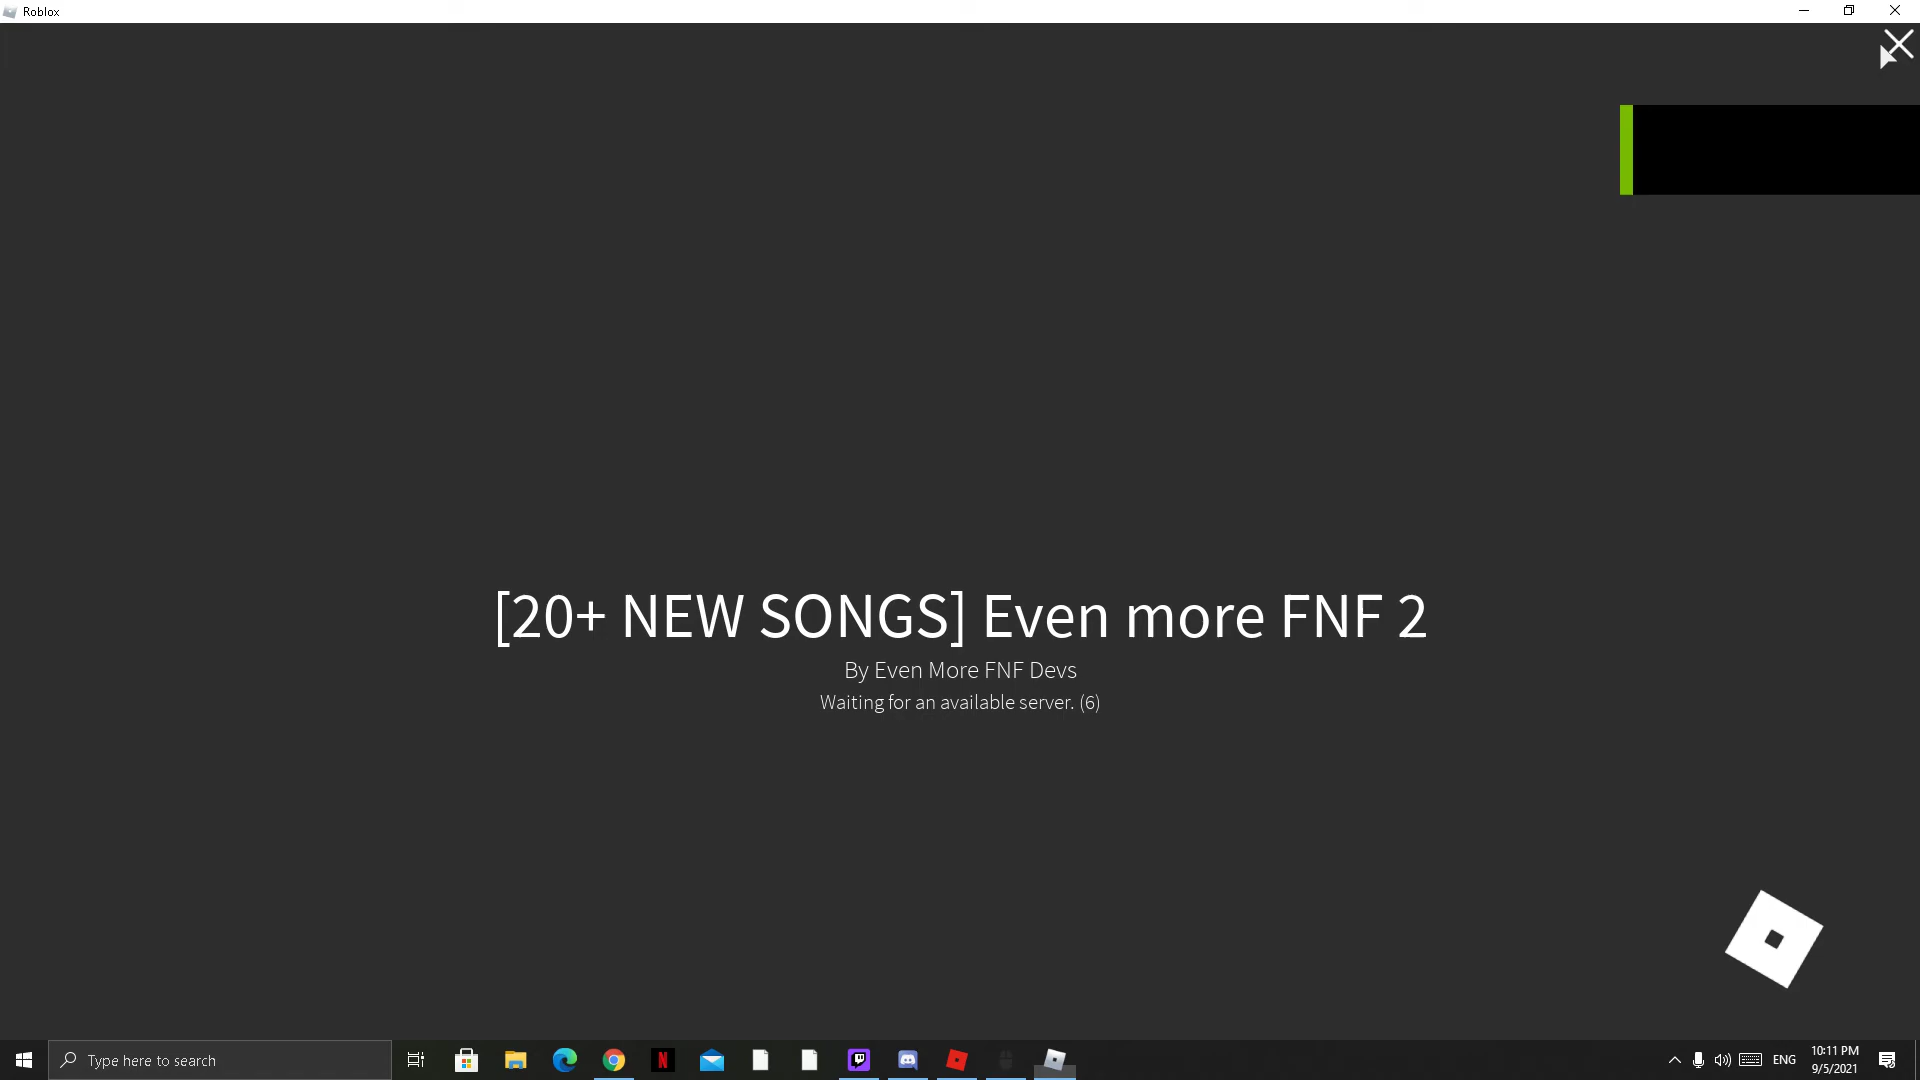 Roblox
[20+ NEW SONGS] Even more FNF 2
By Even More FNF Devs
Waiting for an available server. (6)
Type here to search
N
ENG
10:11 PM
9/5/2021